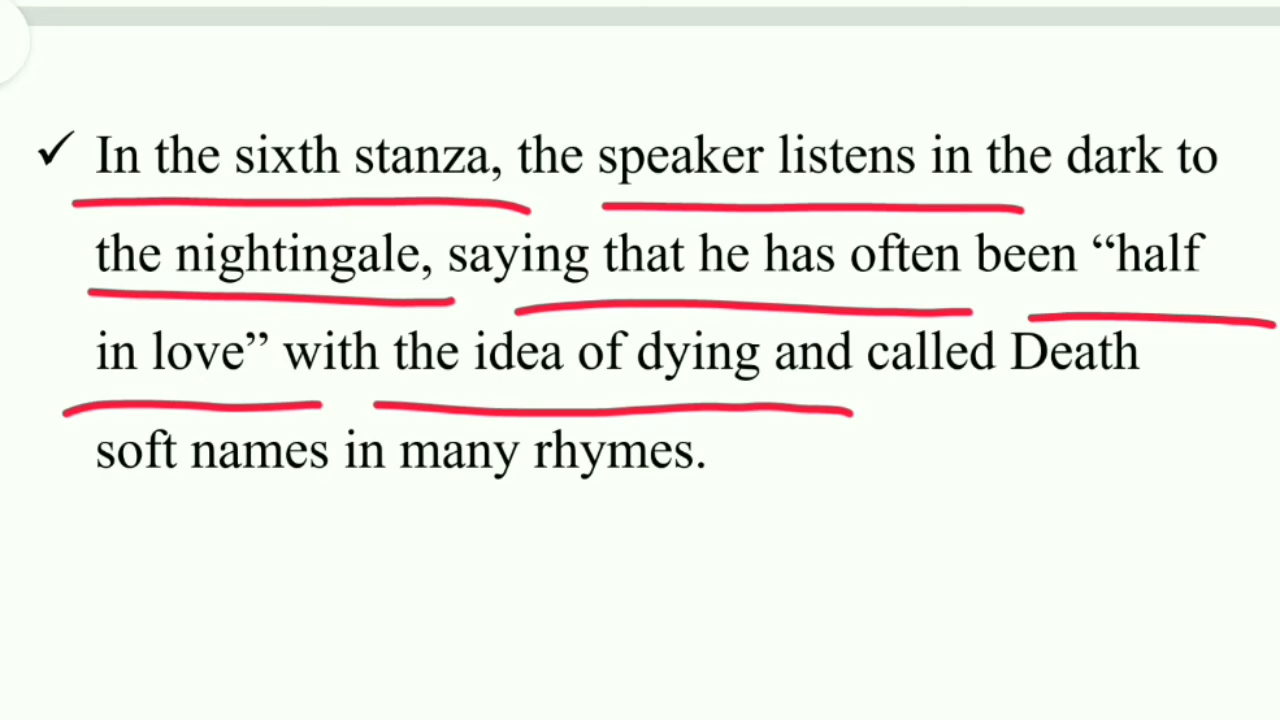 ✓ In the sixth stanza, the speaker listens in the dark to
the nightingale, saying that he has often been “half
in love” with the idea of dying and called Death
soft names in many rhymes.